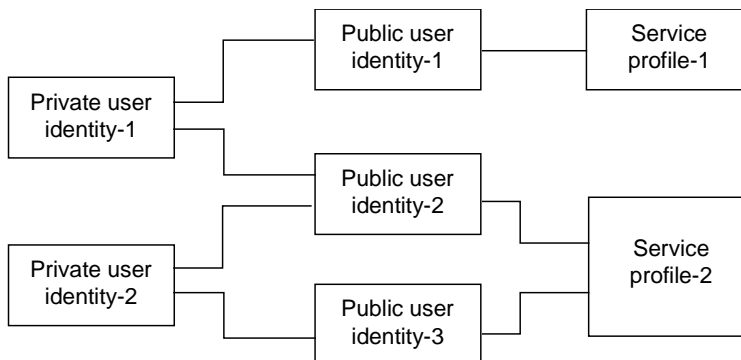 Public user
identity-1
Service
profile-1
Private user
identity-1
Public user
identity-2
Service
profile-2
Private user
identity-2
Public user
identity-3